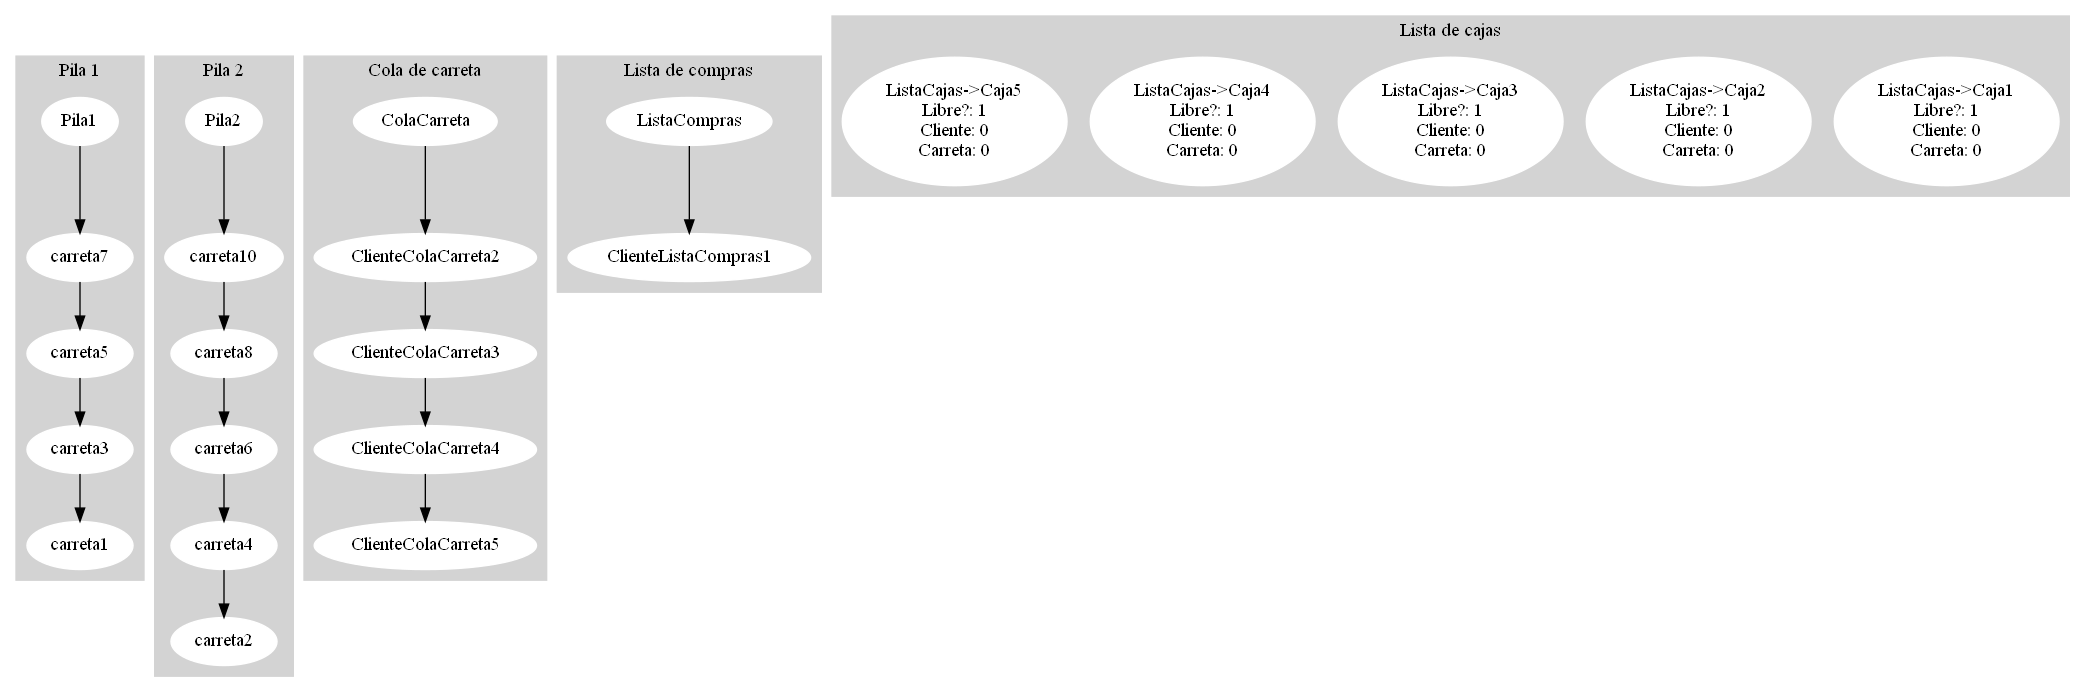 Pila 1
Pila1
carreta7
carreta5
carreta3
carreta1
Pila 2
Pila2
carreta10
carreta8
carreta6
carreta4
carreta2
Cola de carreta
ColaCarreta
ClienteColaCarreta2
ClienteColaCarreta3
ClienteColaCarreta4
ClienteColaCarreta5
Lista de compras
ListaCompras
ClienteListaCompras1
Lista de cajas
ListaCajas->Caja5
Libre?: 1
Cliente: 0
Carreta: 0
ListaCajas->Caja4
Libre?: 1
Cliente: 0
Carreta: 0
ListaCajas->Caja3
Libre?: 1
Cliente: 0
Carreta: 0
ListaCajas->Caja2
Libre?: 1
Cliente: 0
Carreta: 0
ListaCajas->Caja1
Libre?: 1
Cliente: 0
Carreta: 0